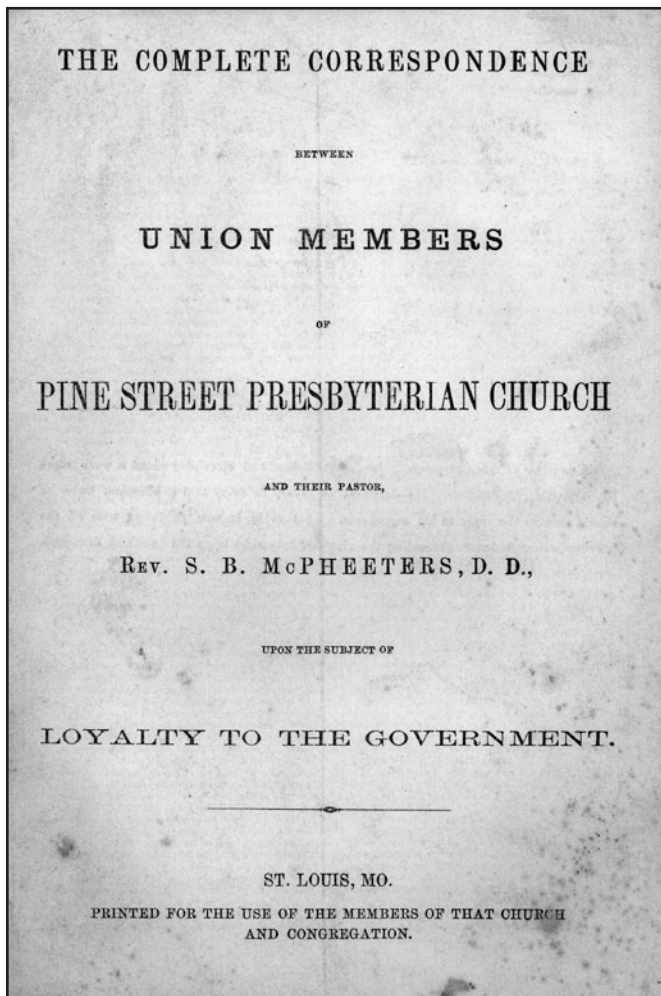 THE COMPLETE CORRESPONDENCE
BETWEEN
UNION MEMBERS
OF
PINE STREET PRESBYTERIAN CHURCH
AND THEIR PASTOR,
REV. S. B. McPHEETERS, D. D.,
UPON THE SUBJECT OF
LOYALTY TO THE GOVERNMENT.
ST. LOUIS, MO.
PRINTED FOR THE USE OF THE MEMBERS OF THAT CHURCH
AND CONGREGATION.